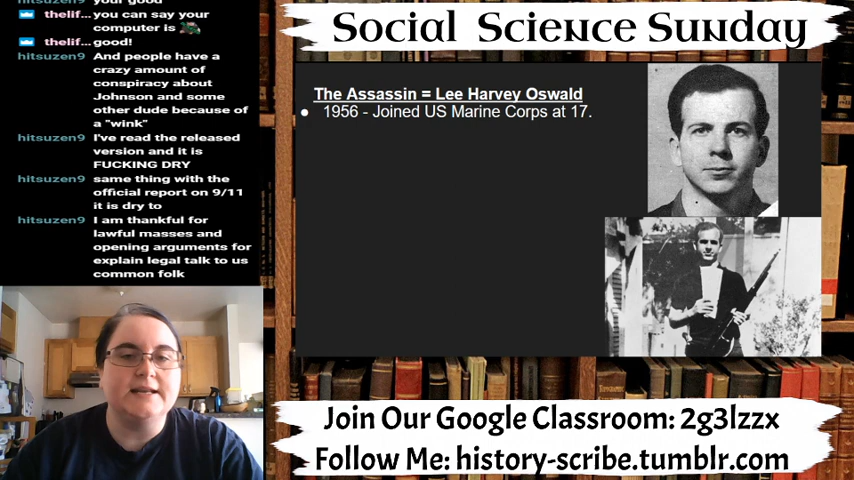 your good
thelif... you can say your
computer is
thelif... good!
hitsuzen9 And people have a
crazy amount of
conspiracy about
Johnson and some
other dude because of
a "wink"
hitsuzen9 I've read the released
version and it is
FUCKING DRY
hitsuzen9 same thing with the
official report on 9/11
it is dry to
hitsuzen9 I am thankful for
lawful masses and
opening arguments for
explain legal talk to us
common folk
Social Science Sunday
The Assassin = Lee Harvey Oswald
● 1956 - Joined US Marine Corps at 17.
Join Our Google Classroom: 2g3lzzx
Follow Me: history-scribe.tumblr.com